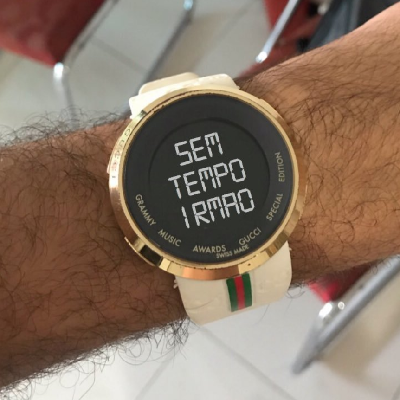 SEM
TEMPO
IRMAO
GRAMMY MUSIC AWARDS GUCCI SPECIAL EDITION
SWISS MADE